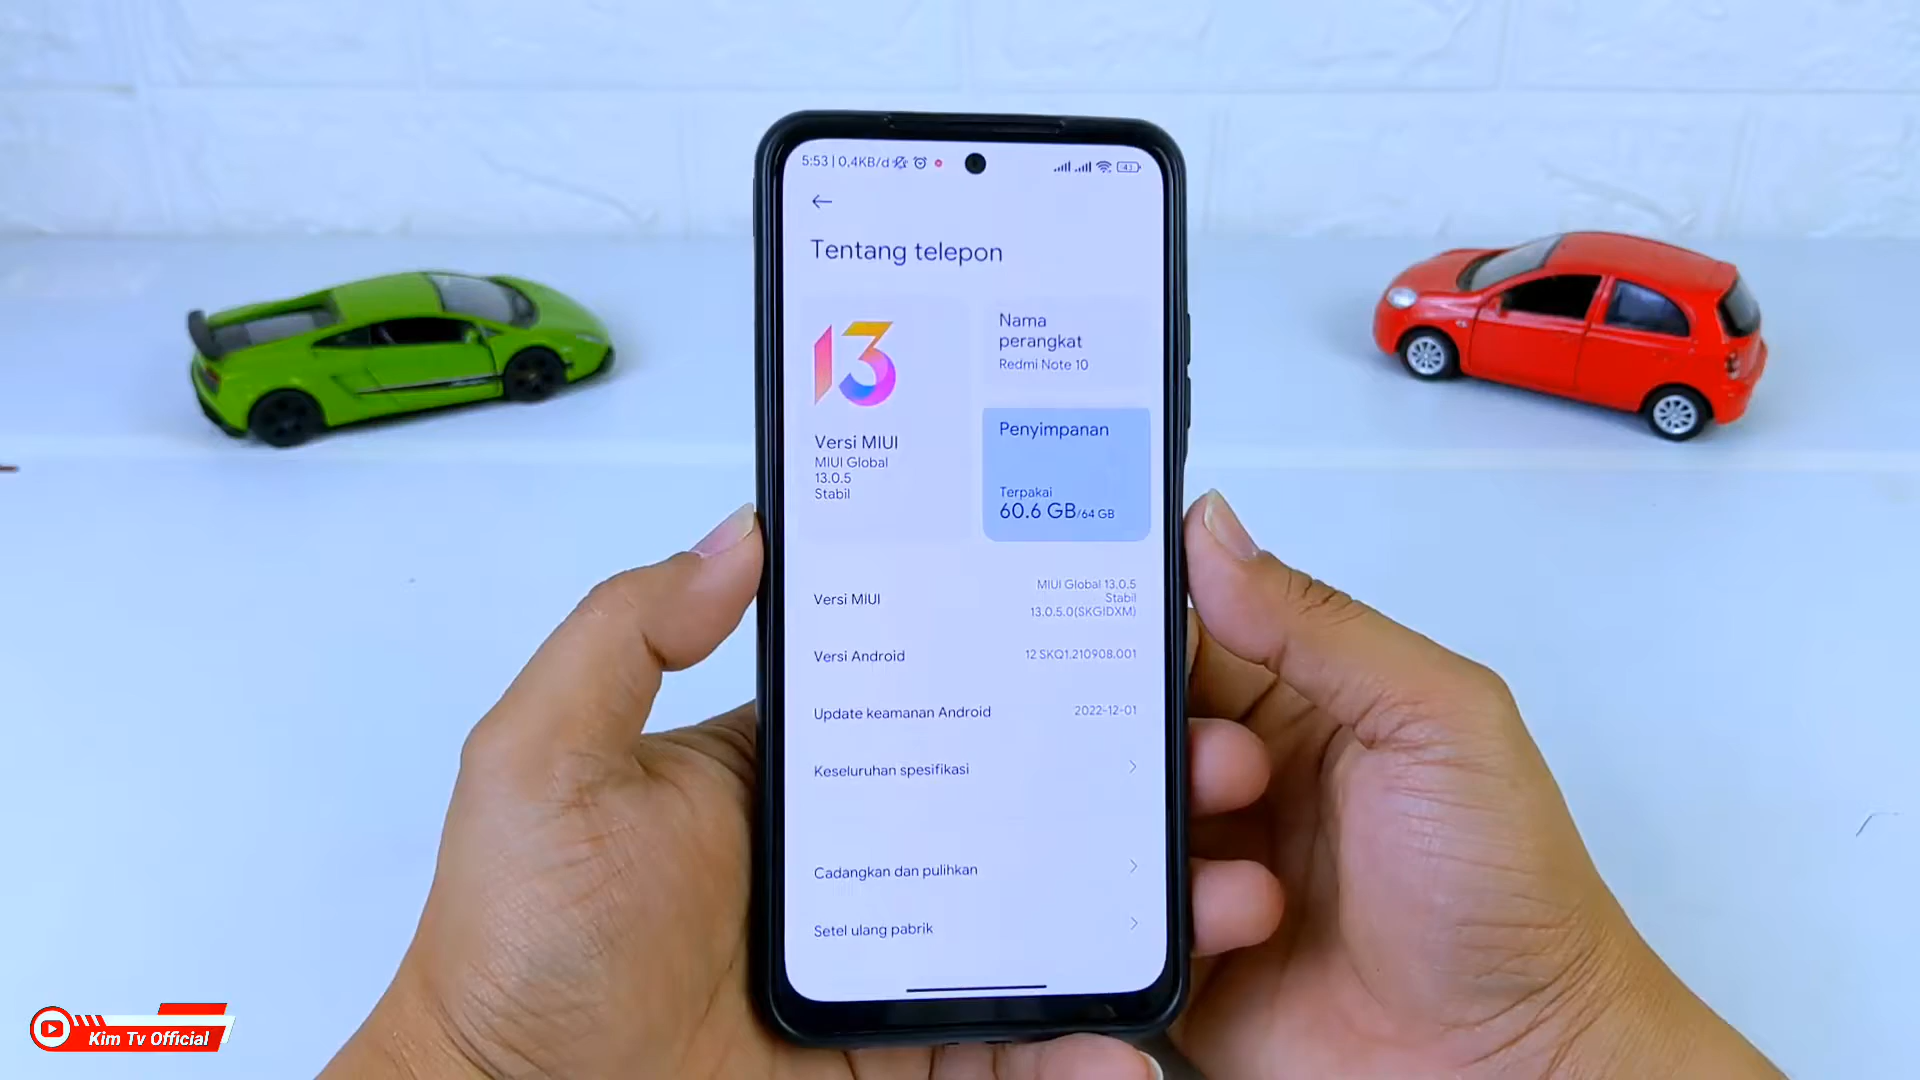 5:53 | 0,4KB/d
43
Tentang telepon
13
Versi MIUI
MIUI Global
13.0.5
Stabil
Nama
perangkat
Redmi Note 10
Penyimpanan
Terpakai
60.6 GB/64 GB
Versi MIUI
MIUI Global 13.0.5
Stabil
13.0.5.0(SKGIDXM)
Versi Android
12 SKQ1.210908.001
Update keamanan Android
2022-12-01
Keseluruhan spesifikasi
Cadangkan dan pulihkan
Setel ulang pabrik
Kim Tv Official